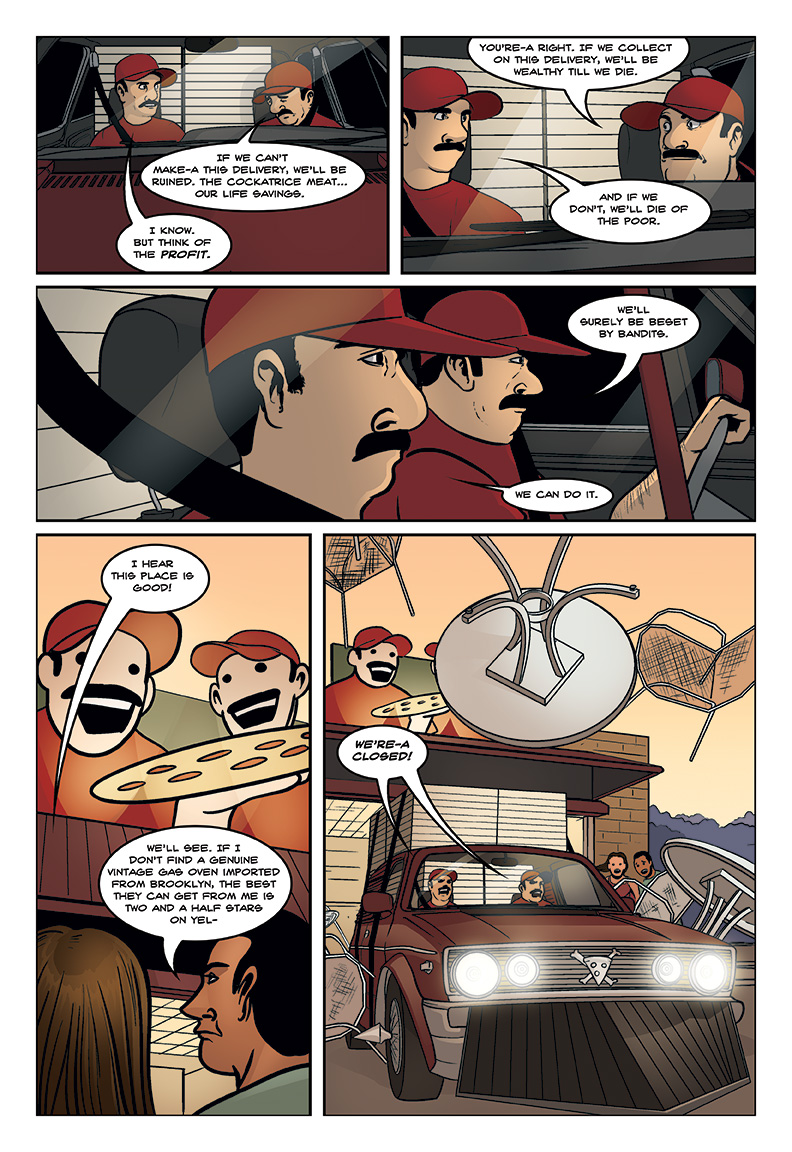 IF WE CAN'T
MAKE-A THIS DELIVERY, WE'LL BE
RUINED. THE COCKATRICE MEAT...
OUR LIFE SAVINGS.
I KNOW.
BUT THINK OF
THE PROFIT.
YOU'RE-A RIGHT. IF WE COLLECT
ON THIS DELIVERY, WE'LL BE
WEALTHY TILL WE DIE.
AND IF WE
DON'T, WE'LL DIE OF
THE POOR.
WE'LL
SURELY BE BESET
BY BANDITS.
WE CAN DO IT.
I HEAR
THIS PLACE IS
GOOD!
WE'LL SEE. IF I
DON'T FIND A GENUINE
VINTAGE GAS OVEN IMPORTED
FROM BROOKLYN, THE BEST
THEY CAN GET FROM ME IS
TWO AND A HALF STARS
ON YEL-
WE'RE-A
CLOSED!